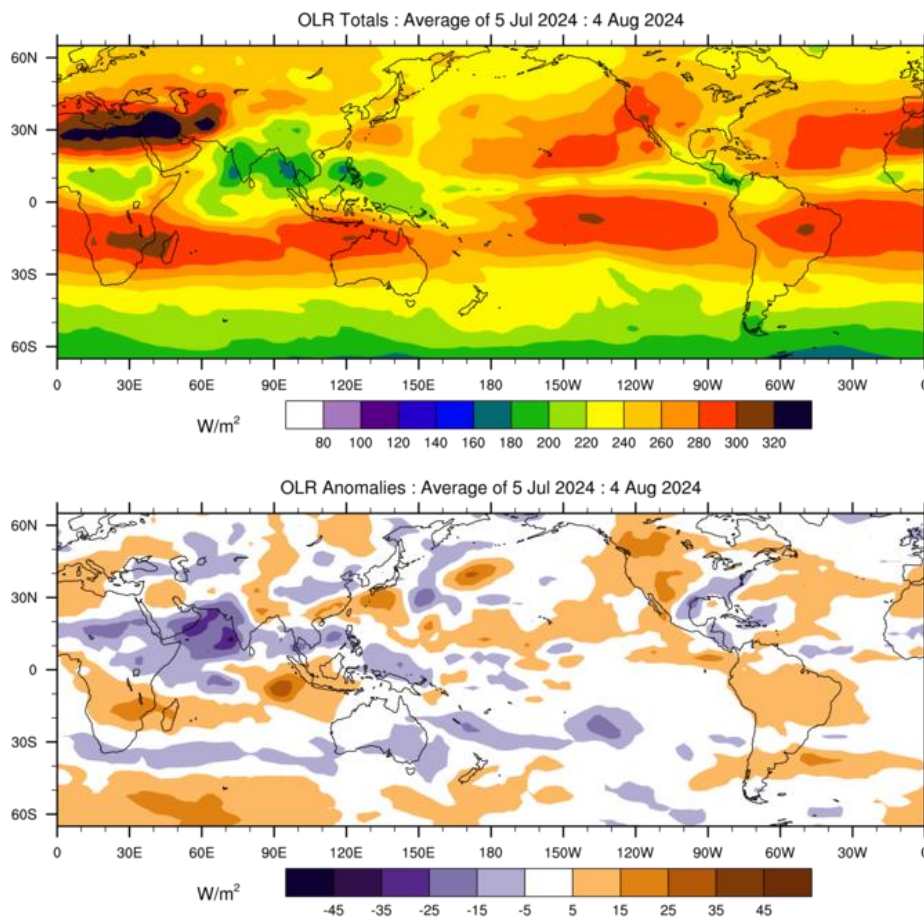 OLR Totals : Average of 5 Jul 2024 : 4 Aug 2024
60N
30N
0
30S
60S
0 30E 60E 90E 120E 150E 180 150W 120W 90W 60W 30W 0
W/m²
80 100 120 140 160 180 200 220 240 260 280 300 320
OLR Anomalies : Average of 5 Jul 2024 : 4 Aug 2024
60N
30N
0
30S
60S
0 30E 60E 90E 120E 150E 180 150W 120W 90W 60W 30W 0
W/m²
-45 -35 -25 -15 -5 5 15 25 35 45